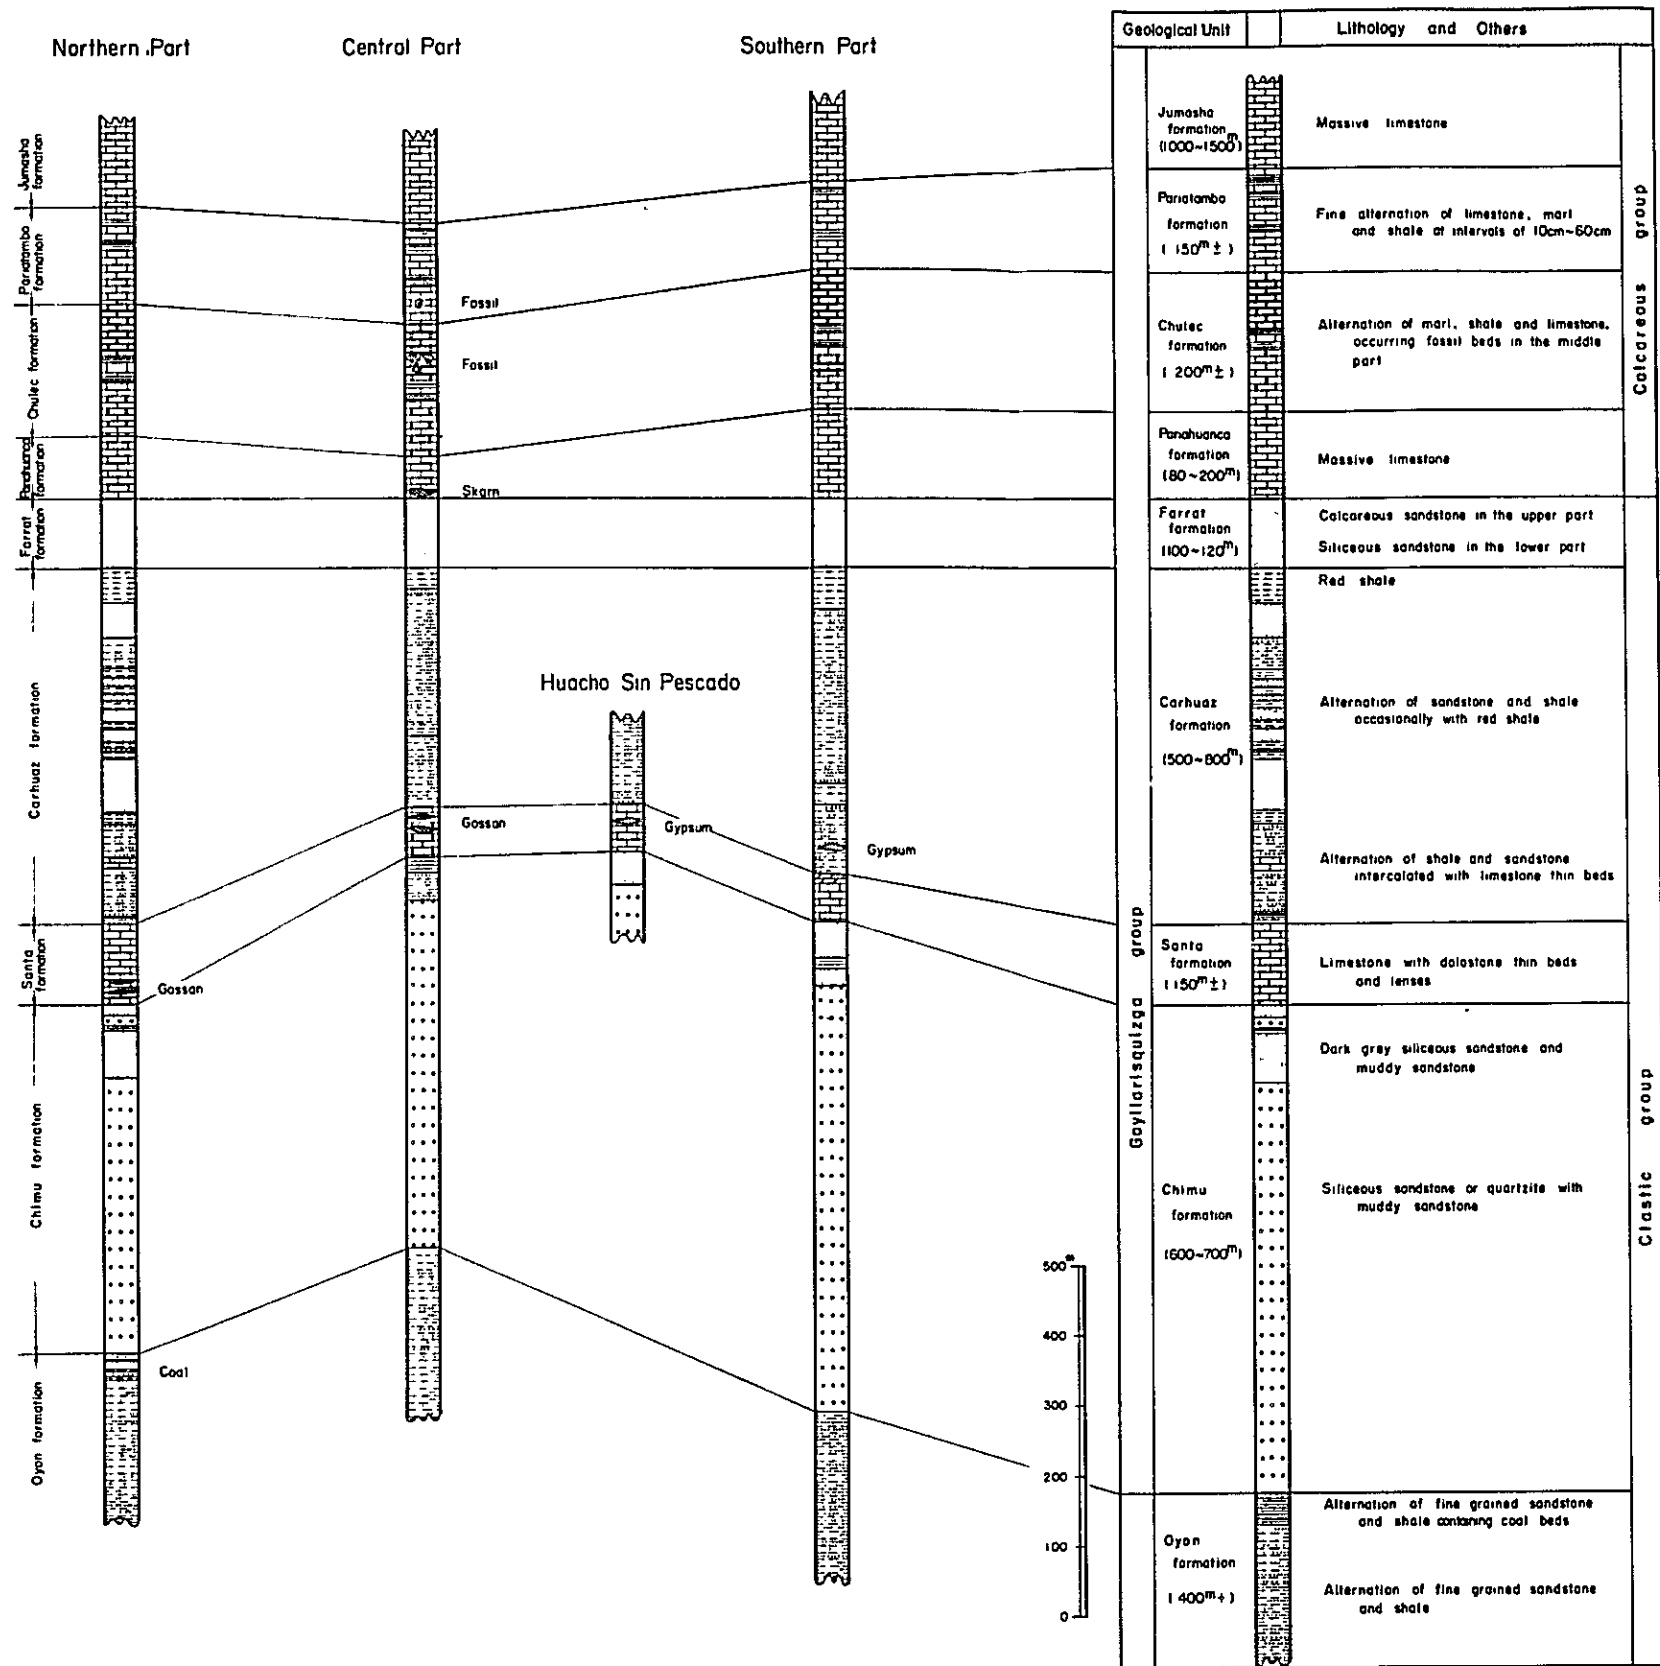 Northern Part
Central Part
Southern Part
Huacho Sin Pescado
Jumasha
formation
Pariatambo
formation
Chulec formation
Pariahuanca
formation
Farrat
formation
Carhuaz formation
Santa
formation
Chimu formation
Oyon formation
Fossil
Fossil
Skarn
Gossan
Gypsum
Gypsum
Gossan
Coal
500 m
400
300
200
100
0
Geological Unit
Lithology and Others
Goyllarisquizga group
Calcareous group
Clastic group
Jumasha
formation
(1000~1500m)
Massive limestone
Pariatambo
formation
(150m±)
Fine alternation of limestone, marl
and shale at intervals of 10cm~60cm
Chulec
formation
(200m±)
Alternation of marl, shale and limestone,
occurring fossil beds in the middle
part
Pariahuanca
formation
(80~200m)
Massive limestone
Farrat
formation
(100~120m)
Calcareous sandstone in the upper part
Siliceous sandstone in the lower part
Red shale
Carhuaz
formation
(500~800m)
Alternation of sandstone and shale
occasionally with red shale
Alternation of shale and sandstone
intercalated with limestone thin beds
Santa
formation
(150m±)
Limestone with dolostone thin beds
and lenses
Dark grey siliceous sandstone and
muddy sandstone
Chimu
formation
(600~700m)
Siliceous sandstone or quartzite with
muddy sandstone
Alternation of fine grained sandstone
and shale containing coal beds
Oyon
formation
(400m+)
Alternation of fine grained sandstone
and shale